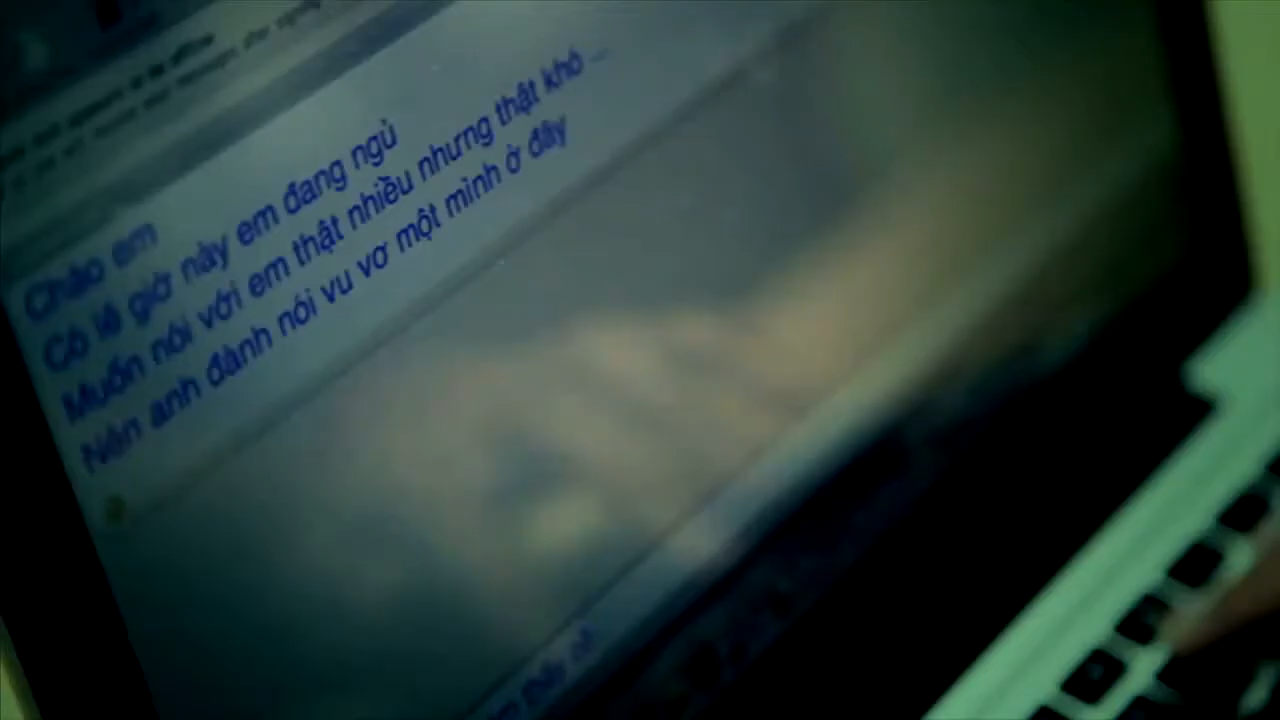 Chào em
Có lẽ giờ này em đang ngủ
Muốn nói với em thật nhiều nhưng thật khó ...
Nên anh đành nói vu vơ một mình ở đây